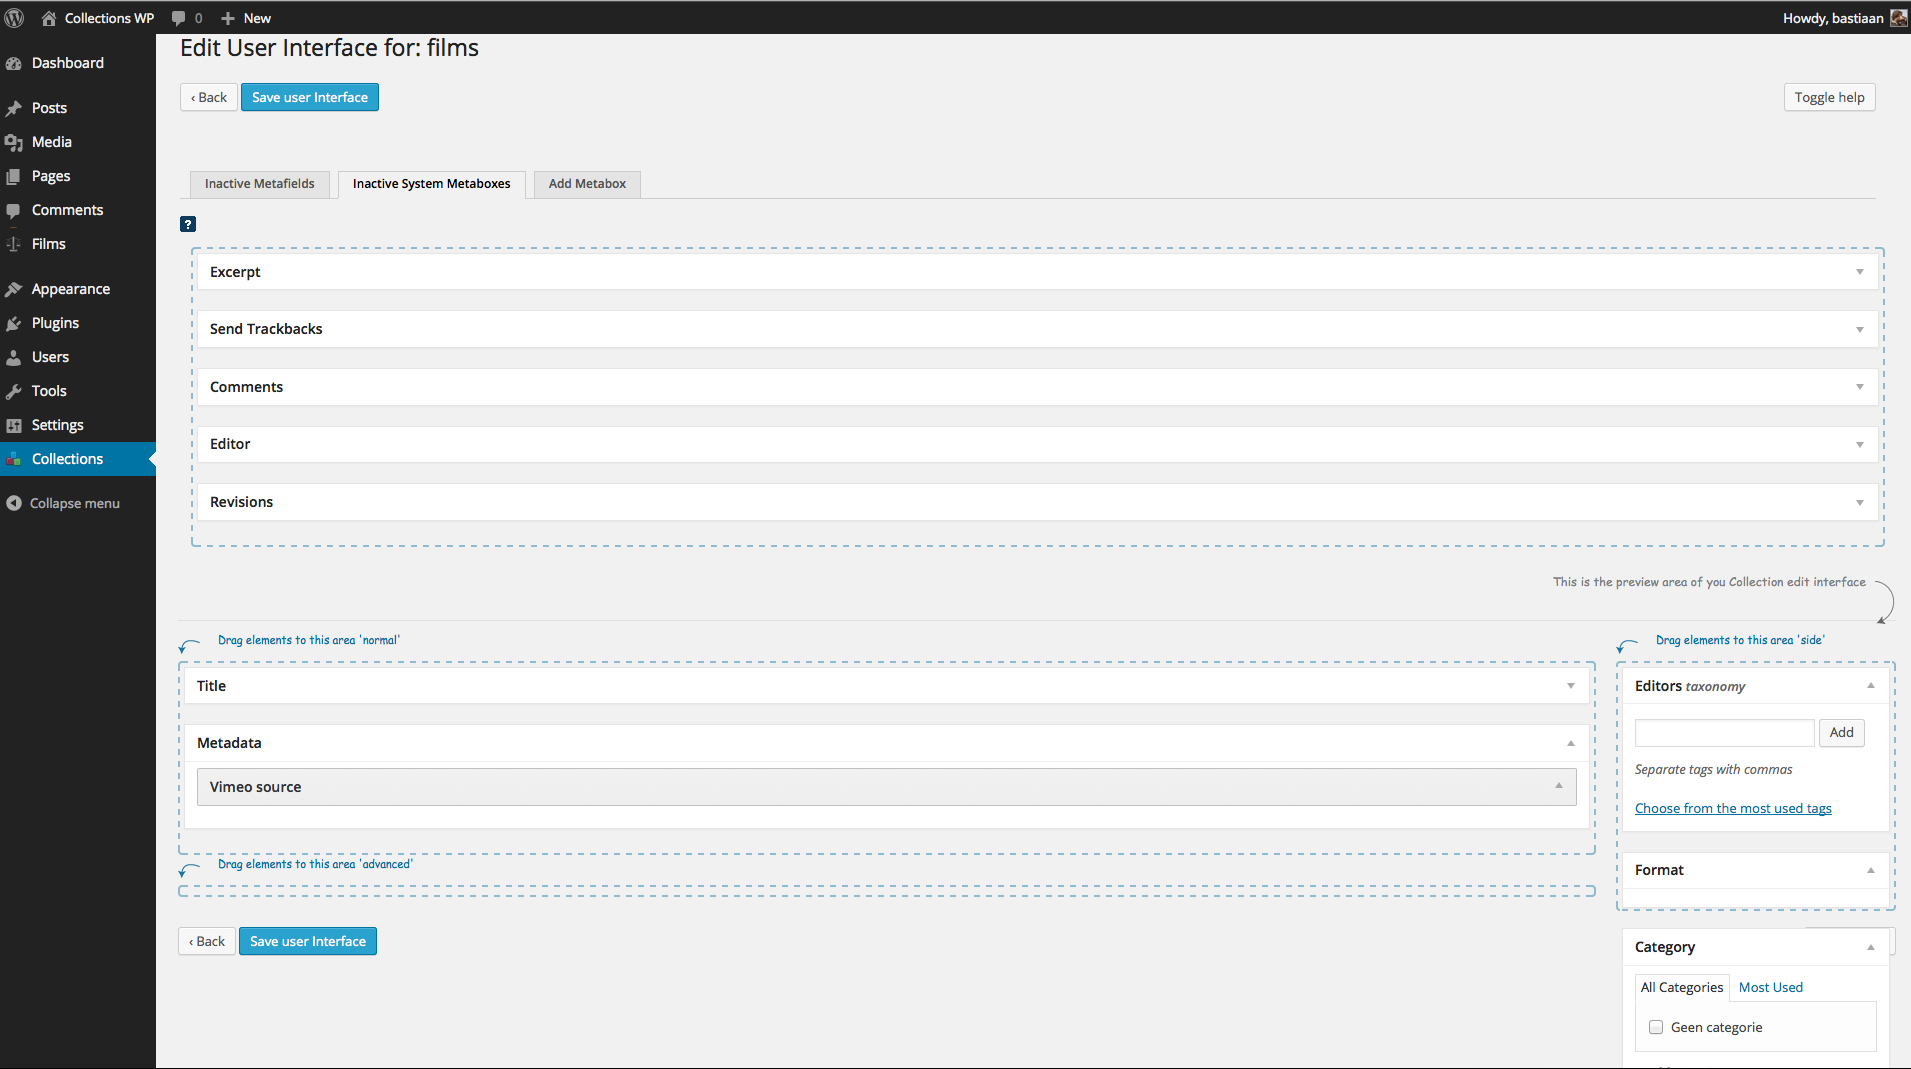 Collections WP 0 New Howdy, bastiaan
Edit User Interface for: films
Dashboard
‹ Back Save user Interface Toggle help
Posts
Media
Pages
Comments
Films
Appearance
Plugins
Users
Tools
Settings
Collections
Collapse menu
Inactive Metafields Inactive System Metaboxes Add Metabox
?
Excerpt
Send Trackbacks
Comments
Editor
Revisions
This is the preview area of you Collection edit interface
Drag elements to this area 'normal'
Title
Metadata
Vimeo source
Drag elements to this area 'advanced'
‹ Back Save user Interface
Drag elements to this area 'side'
Editors taxonomy
Add
Separate tags with commas
Choose from the most used tags
Format
Category
All Categories Most Used
Geen categorie